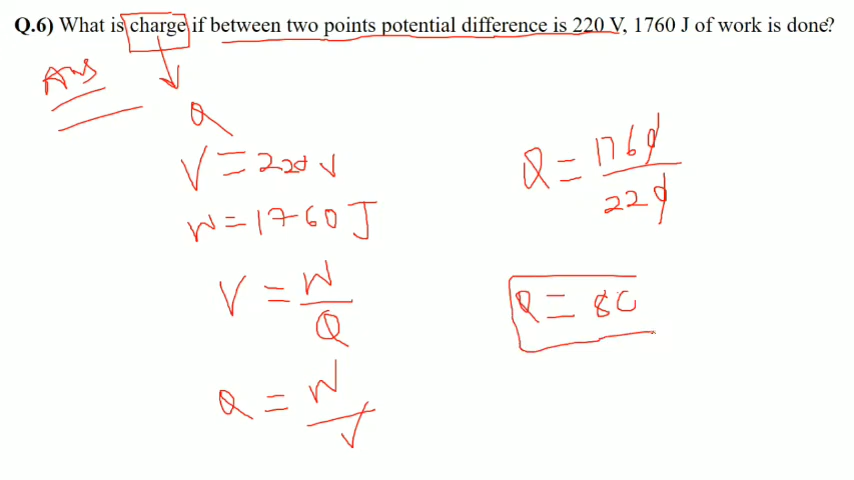 Q.6) What is charge if between two points potential difference is 220 V, 1760 J of work is done?
Ans
Q
V = 220 V
W = 1760 J
V = W/Q
Q = W/V
Q = 1760/220
Q = 8C